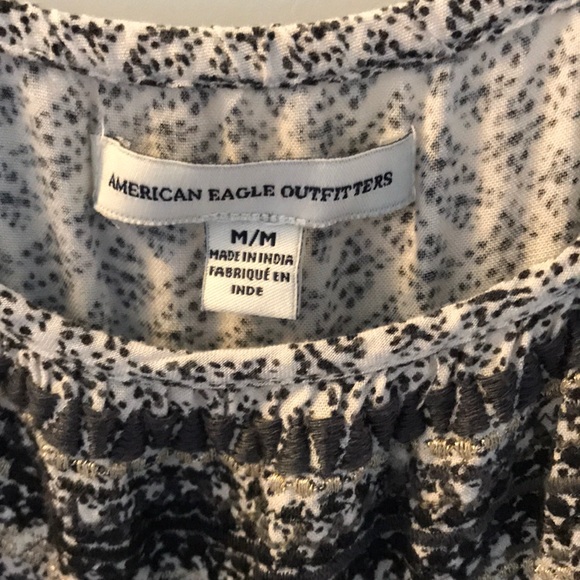 AMERICAN EAGLE OUTFITTERS
M/M
MADE IN INDIA
FABRIQUÉ EN
INDE